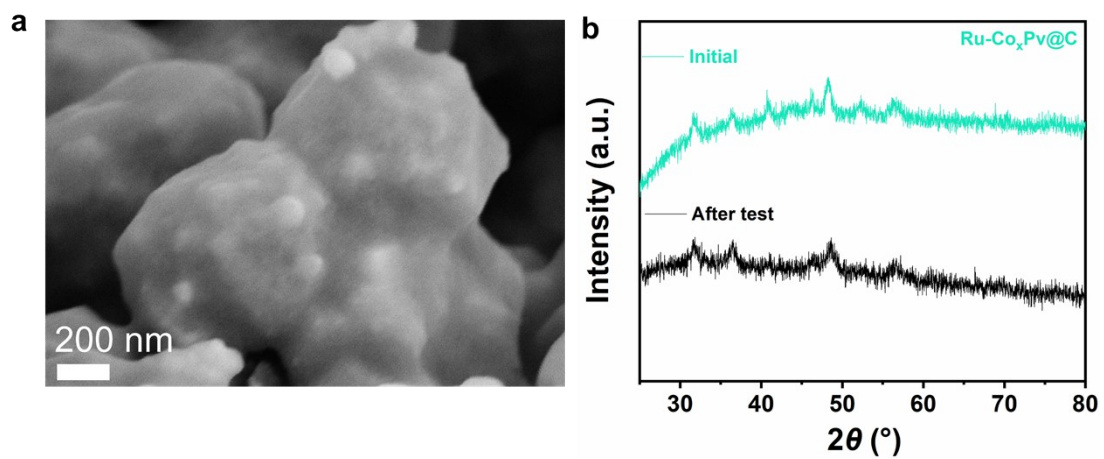 a
200 nm
b
Ru-CoₓPv@C
Initial
After test
Intensity (a.u.)
30 40 50 60 70 80
2θ (°)